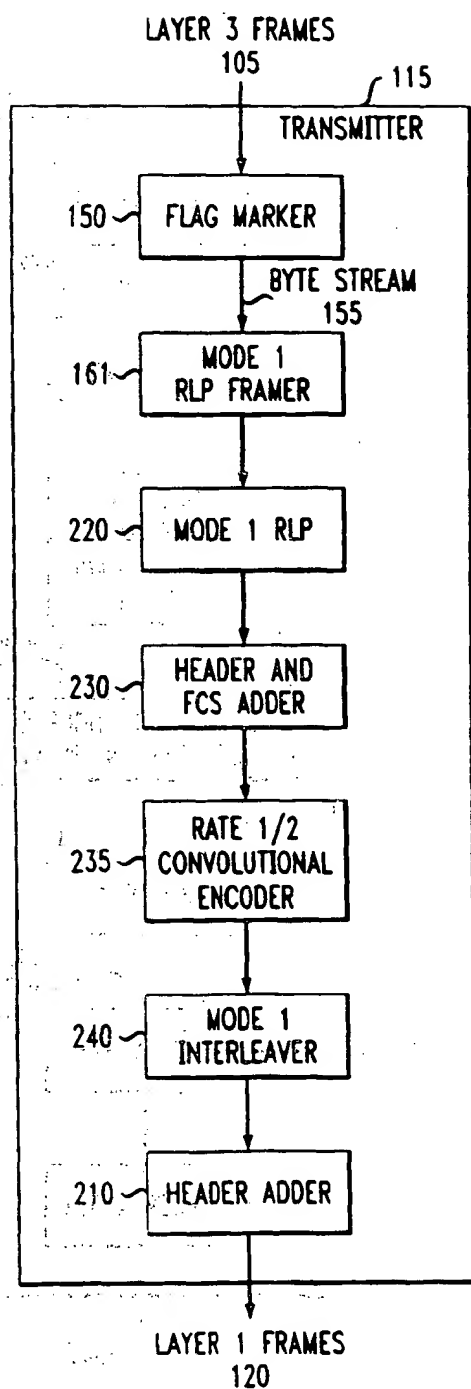 LAYER 3 FRAMES
105
115
TRANSMITTER
150
FLAG MARKER
BYTE STREAM
155
161
MODE 1
RLP FRAMER
220
MODE 1 RLP
230
HEADER AND
FCS ADDER
235
RATE 1/2
CONVOLUTIONAL
ENCODER
240
MODE 1
INTERLEAVER
210
HEADER ADDER
LAYER 1 FRAMES
120